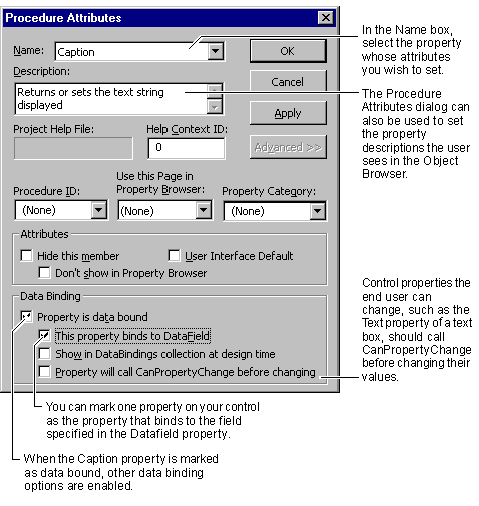 Procedure Attributes
Name: Caption
OK
Description:
Returns or sets the text string
displayed
Cancel
Apply
Project Help File:
Help Context ID:
0
Advanced >>
Procedure ID:
Use this Page in
Property Browser:
Property Category:
(None)
(None)
(None)
Attributes
Hide this member
User Interface Default
Don't show in Property Browser
Data Binding
Property is data bound
This property binds to DataField
Show in DataBindings collection at design time
Property will call CanPropertyChange before changing
In the Name box,
select the property
whose attributes
you wish to set.
The Procedure
Attributes dialog can
also be used to set
the property
descriptions the user
sees in the Object
Browser.
Control properties the
end user can
change, such as the
Text property of a text
box, should call
CanPropertyChange
before changing their
values.
You can mark one property on your control
as the property that binds to the field
specified in the Datafield property.
When the Caption property is marked
as data bound, other data binding
options are enabled.